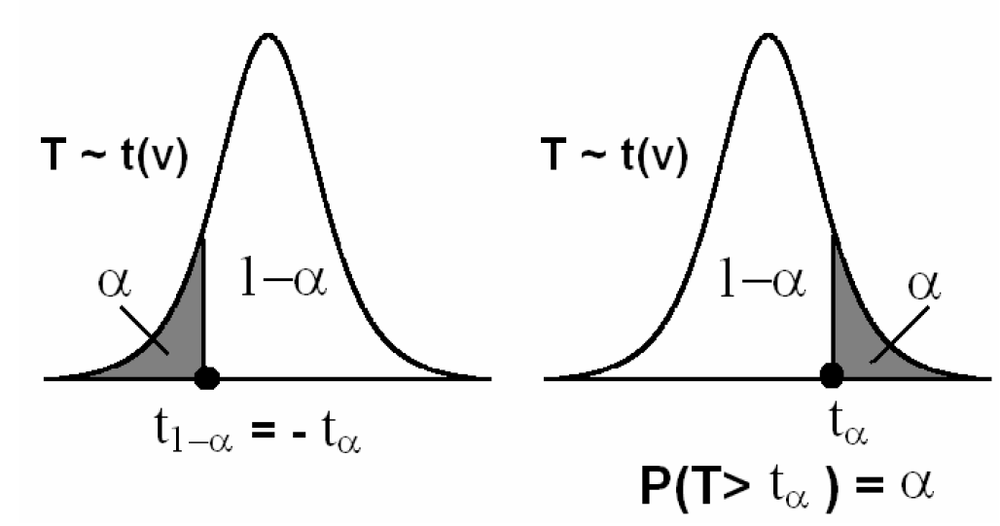 T ~ t(v)
α
1−α
t₁₋α = - tα
T ~ t(v)
1−α
α
tα
P(T> tα ) = α